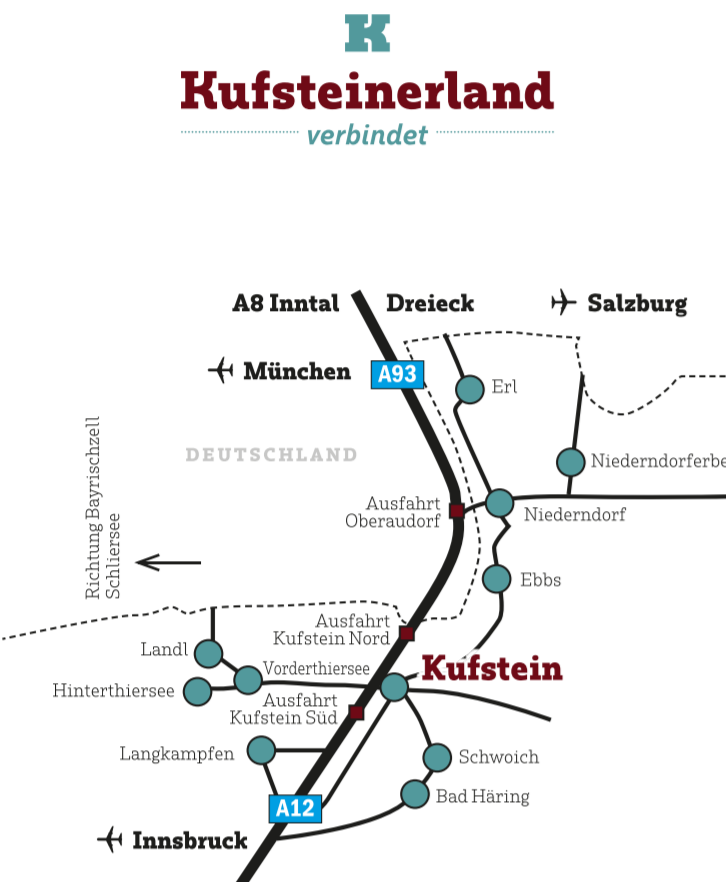 K
Kufsteinerland
verbindet
A8 Inntal Dreieck
Salzburg
München
A93
Erl
DEUTSCHLAND
Niederndorferbe
Richtung Bayrischzell
Schliersee
Ausfahrt
Oberaudorf
Niederndorf
Ebbs
Ausfahrt
Kufstein Nord
Landl
Vorderthiersee
Kufstein
Hinterthiersee
Ausfahrt
Kufstein Süd
Langkampfen
Schwoich
Bad Häring
A12
Innsbruck